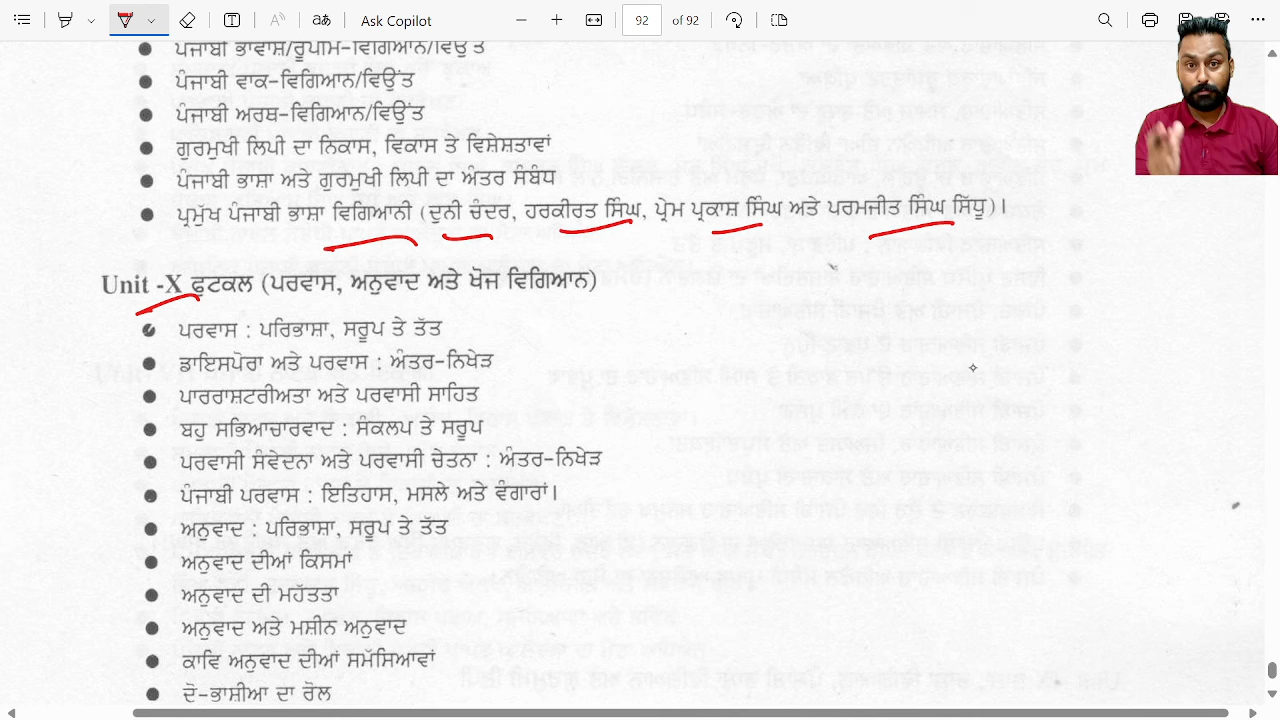 Ask Copilot
92 of 92
ਪੰਜਾਬੀ ਭਾਵਾਂਸ਼/ਰੂਪੀਮ-ਵਿਗਿਆਨ/ਵਿਉਂਤ
ਪੰਜਾਬੀ ਵਾਕ-ਵਿਗਿਆਨ/ਵਿਉਂਤ
ਪੰਜਾਬੀ ਅਰਥ-ਵਿਗਿਆਨ/ਵਿਉਂਤ
ਗੁਰਮੁਖੀ ਲਿਪੀ ਦਾ ਨਿਕਾਸ, ਵਿਕਾਸ ਤੇ ਵਿਸ਼ੇਸ਼ਤਾਵਾਂ
ਪੰਜਾਬੀ ਭਾਸ਼ਾ ਅਤੇ ਗੁਰਮੁਖੀ ਲਿਪੀ ਦਾ ਅੰਤਰ ਸੰਬੰਧ
ਪ੍ਰਮੁੱਖ ਪੰਜਾਬੀ ਭਾਸ਼ਾ ਵਿਗਿਆਨੀ (ਦੁਨੀ ਚੰਦਰ, ਹਰਕੀਰਤ ਸਿੰਘ, ਪ੍ਰੇਮ ਪ੍ਰਕਾਸ਼ ਸਿੰਘ ਅਤੇ ਪਰਮਜੀਤ ਸਿੰਘ ਸਿੱਧੂ)।
Unit -X ਫੁਟਕਲ (ਪਰਵਾਸ, ਅਨੁਵਾਦ ਅਤੇ ਖੋਜ ਵਿਗਿਆਨ)
ਪਰਵਾਸ : ਪਰਿਭਾਸ਼ਾ, ਸਰੂਪ ਤੇ ਤੱਤ
ਡਾਇਸਪੋਰਾ ਅਤੇ ਪਰਵਾਸ : ਅੰਤਰ-ਨਿਖੇੜ
ਪਾਰਰਾਸ਼ਟਰੀਅਤਾ ਅਤੇ ਪਰਵਾਸੀ ਸਾਹਿਤ
ਬਹੁ ਸਭਿਆਚਾਰਵਾਦ : ਸੰਕਲਪ ਤੇ ਸਰੂਪ
ਪਰਵਾਸੀ ਸੰਵੇਦਨਾ ਅਤੇ ਪਰਵਾਸੀ ਚੇਤਨਾ : ਅੰਤਰ-ਨਿਖੇੜ
ਪੰਜਾਬੀ ਪਰਵਾਸ : ਇਤਿਹਾਸ, ਮਸਲੇ ਅਤੇ ਵੰਗਾਰਾਂ।
ਅਨੁਵਾਦ : ਪਰਿਭਾਸ਼ਾ, ਸਰੂਪ ਤੇ ਤੱਤ
ਅਨੁਵਾਦ ਦੀਆਂ ਕਿਸਮਾਂ
ਅਨੁਵਾਦ ਦੀ ਮਹੱਤਤਾ
ਅਨੁਵਾਦ ਅਤੇ ਮਸ਼ੀਨ ਅਨੁਵਾਦ
ਕਾਵਿ ਅਨੁਵਾਦ ਦੀਆਂ ਸਮੱਸਿਆਵਾਂ
ਦੋ-ਭਾਸ਼ੀਆ ਦਾ ਰੋਲ